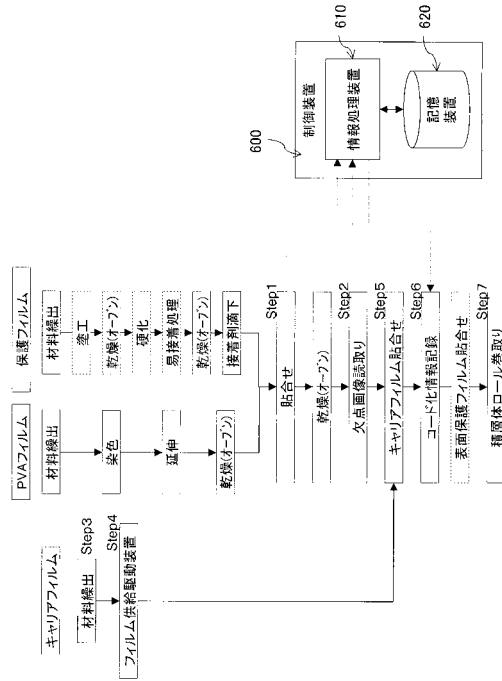 キャリアフィルム
Step3
材料繰出
Step4
フィルム供給駆動装置
PVAフィルム
材料繰出
染色
延伸
乾燥(オーブン)
保護フィルム
材料繰出
塗工
乾燥(オーブン)
硬化
易接着処理
乾燥(オーブン)
接着剤滴下
Step1
貼合せ
乾燥(オーブン)
Step2
欠点画像読取り
Step5
キャリアフィルム貼合せ
Step6
コード化情報記録
表面保護フィルム貼合せ
Step7
積層体ロール巻取り
600
制御装置
610
情報処理装置
620
記憶
装置